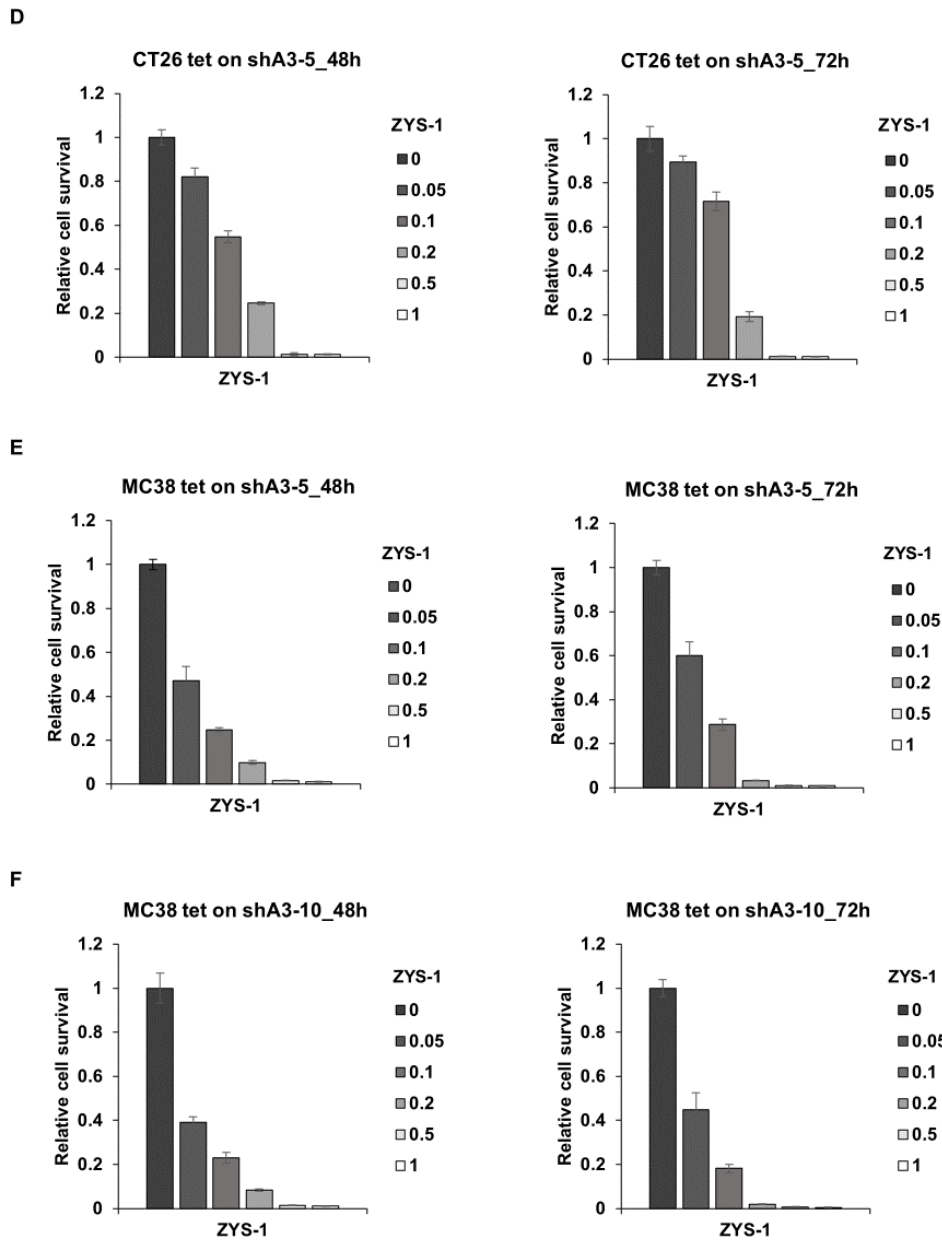 D
CT26 tet on shA3-5_48h
Relative cell survival
1.2
1
0.8
0.6
0.4
0.2
0
ZYS-1
ZYS-1
0
0.05
0.1
0.2
0.5
1
CT26 tet on shA3-5_72h
Relative cell survival
1.2
1
0.8
0.6
0.4
0.2
0
ZYS-1
ZYS-1
0
0.05
0.1
0.2
0.5
1
E
MC38 tet on shA3-5_48h
Relative cell survival
1.2
1
0.8
0.6
0.4
0.2
0
ZYS-1
ZYS-1
0
0.05
0.1
0.2
0.5
1
MC38 tet on shA3-5_72h
Relative cell survival
1.2
1
0.8
0.6
0.4
0.2
0
ZYS-1
ZYS-1
0
0.05
0.1
0.2
0.5
1
F
MC38 tet on shA3-10_48h
Relative cell survival
1.2
1
0.8
0.6
0.4
0.2
0
ZYS-1
ZYS-1
0
0.05
0.1
0.2
0.5
1
MC38 tet on shA3-10_72h
Relative cell survival
1.2
1
0.8
0.6
0.4
0.2
0
ZYS-1
ZYS-1
0
0.05
0.1
0.2
0.5
1